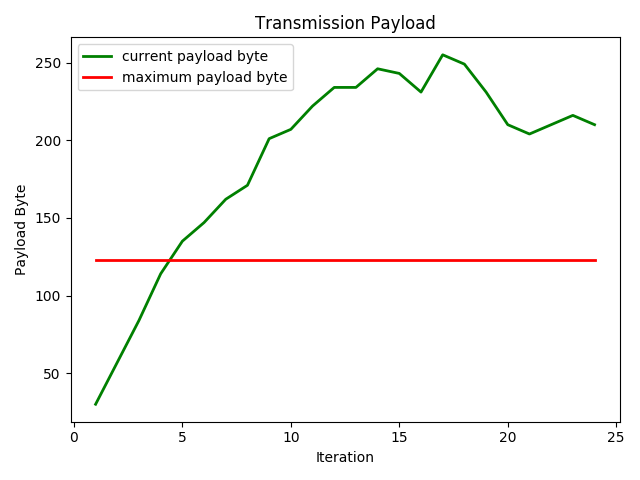 Transmission Payload
current payload byte
maximum payload byte
Payload Byte
250
200
150
100
50
0
5
10
15
20
25
Iteration